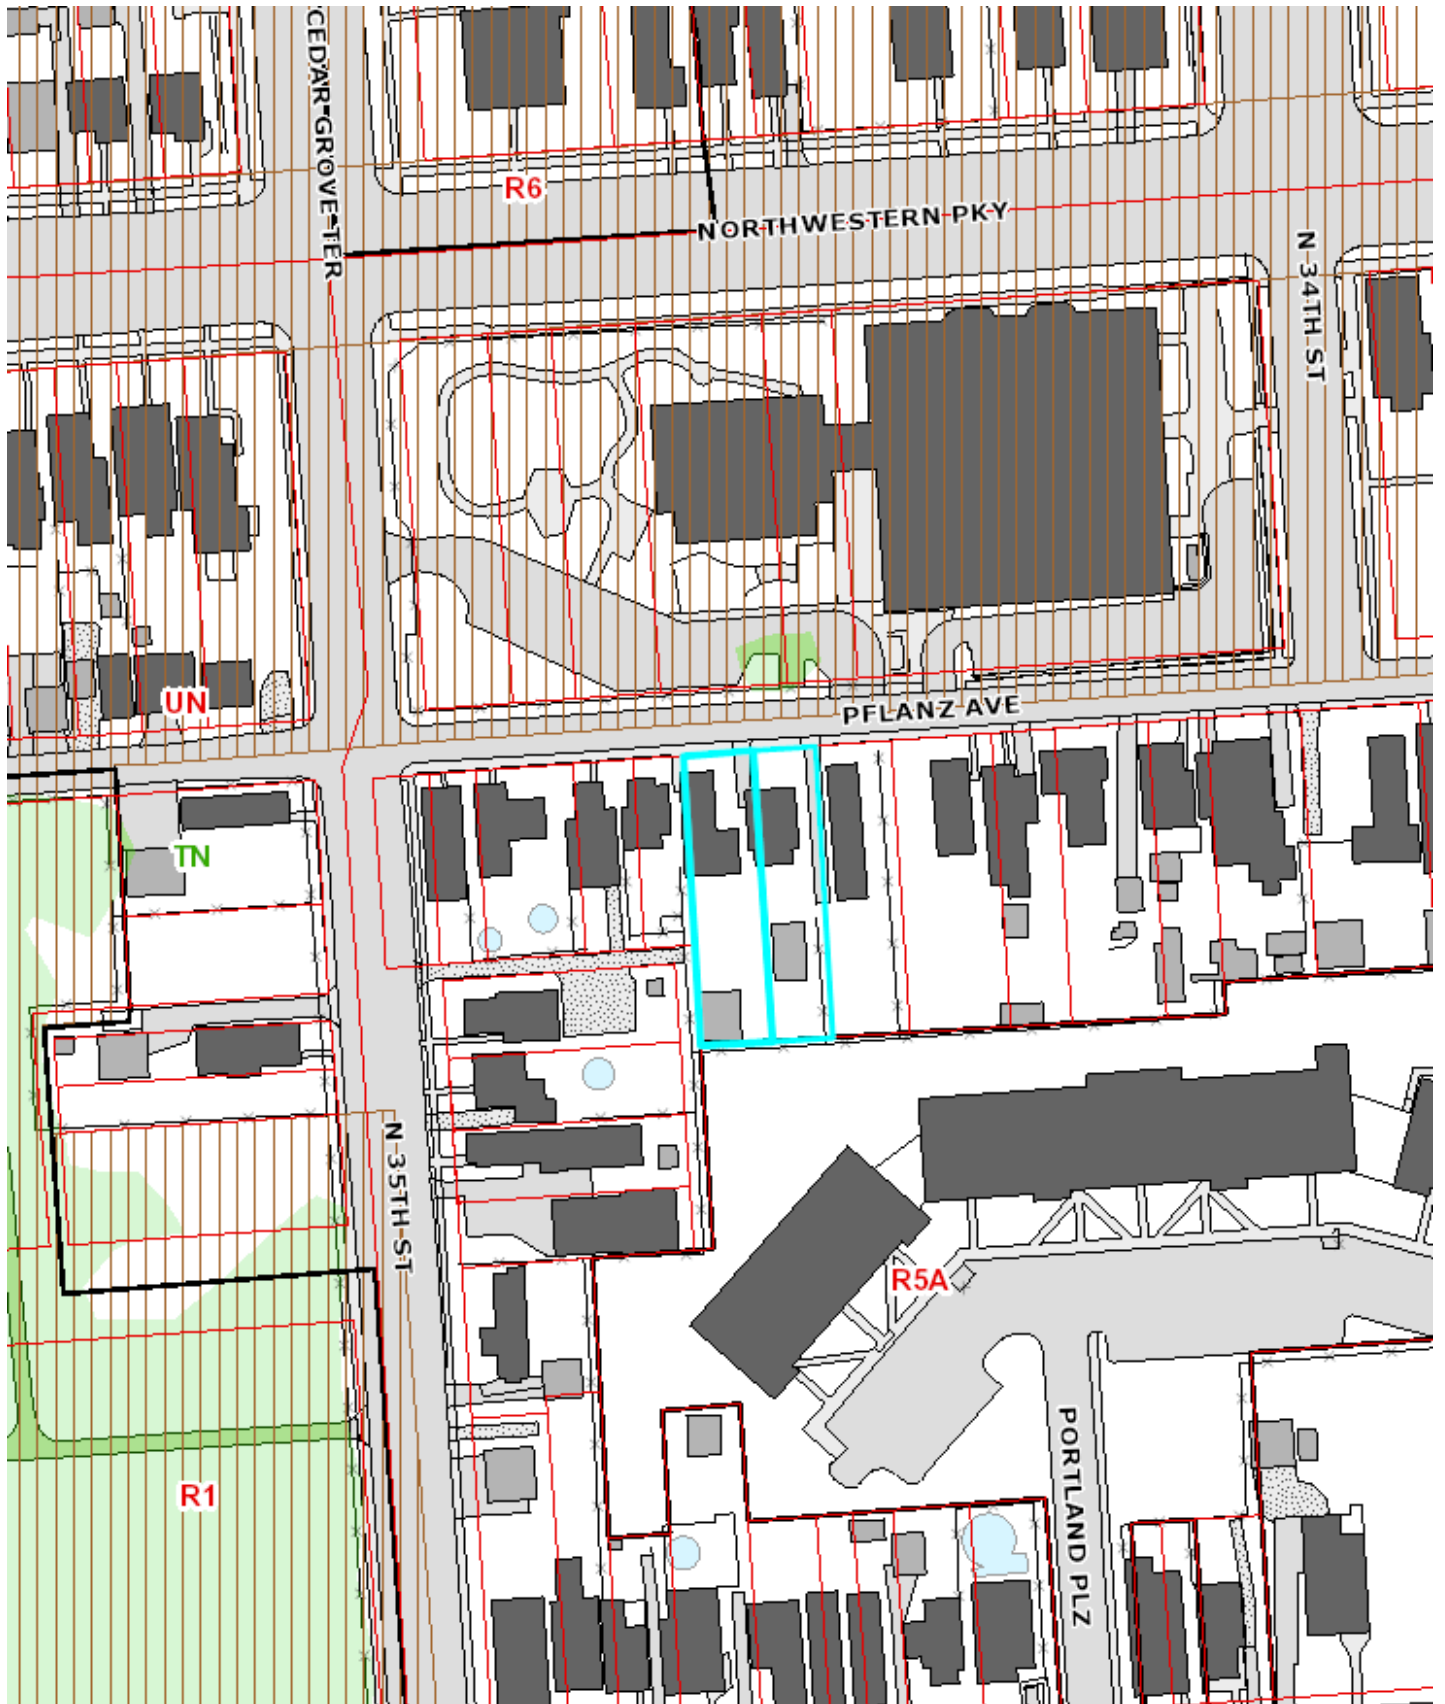 CEDAR GROVE TER
R6
NORTHWESTERN PKY
N 34TH ST
UN
PFLANZ AVE
TN
N 35TH ST
R5A
PORTLAND PLZ
R1